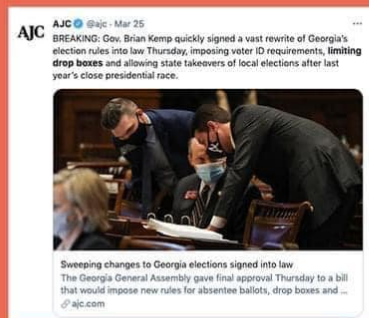 AJC
AJC @ajc · Mar 25
BREAKING: Gov. Brian Kemp quickly signed a vast rewrite of Georgia's
election rules into law Thursday, imposing voter ID requirements, limiting
drop boxes and allowing state takeovers of local elections after last
year's close presidential race.
Sweeping changes to Georgia elections signed into law
The Georgia General Assembly gave final approval Thursday to a bill
that would impose new rules for absentee ballots, drop boxes and ...
ajc.com